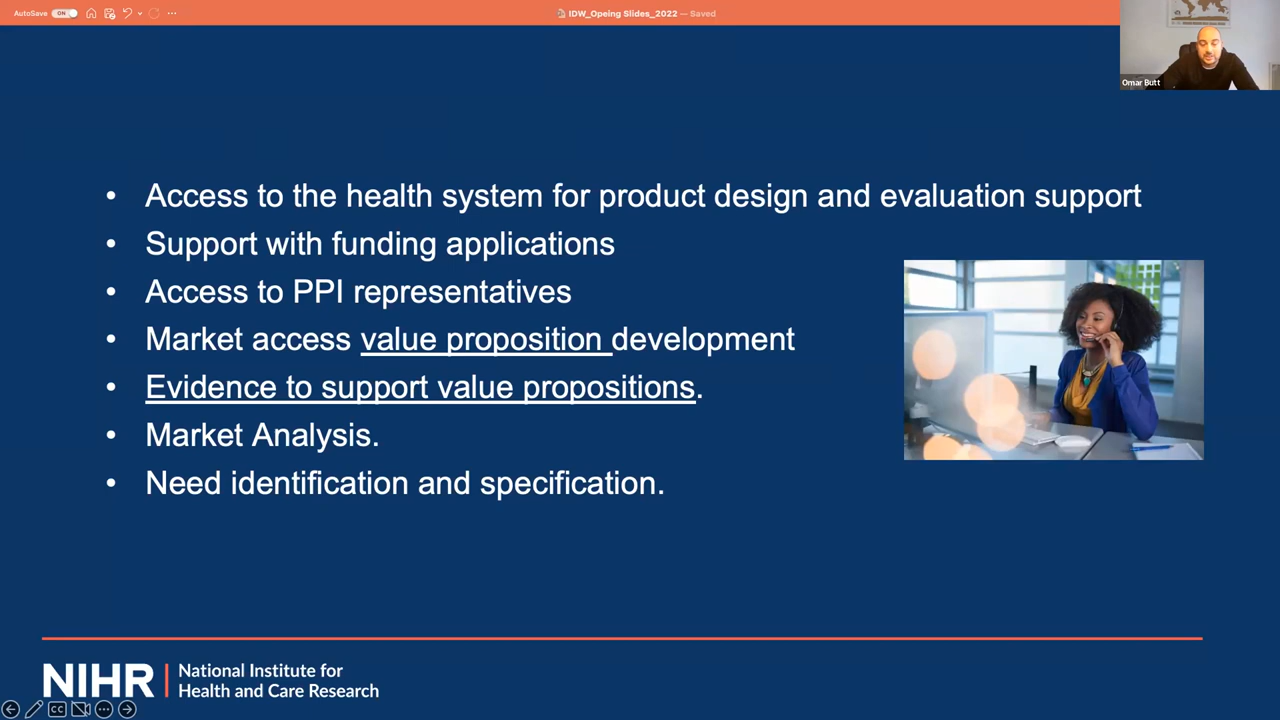 AutoSave ON
IDW_Opeing Slides_2022 — Saved
Omar Butt
• Access to the health system for product design and evaluation support
• Support with funding applications
• Access to PPI representatives
• Market access value proposition development
• Evidence to support value propositions.
• Market Analysis.
• Need identification and specification.
NIHR | National Institute for
Health and Care Research
CC